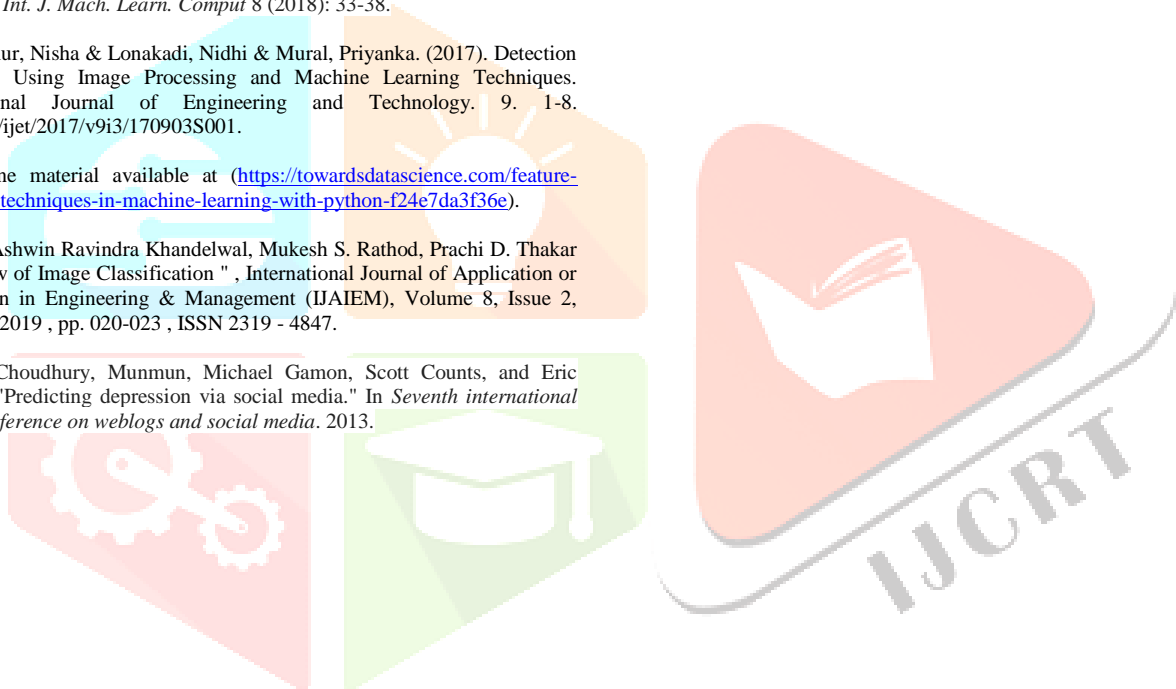 Int. J. Mach. Learn. Comput 8 (2018): 33-38.
ur, Nisha & Lonakadi, Nidhi & Mural, Priyanka. (2017). Detection
Using Image Processing and Machine Learning Techniques.
nal Journal of Engineering and Technology. 9. 1-8.
/ijet/2017/v9i3/170903S001.
ne material available at (https://towardsdatascience.com/feature-
techniques-in-machine-learning-with-python-f24e7da3f36e).
Ashwin Ravindra Khandelwal, Mukesh S. Rathod, Prachi D. Thakar
w of Image Classification " , International Journal of Application or
n in Engineering & Management (IJAIEM), Volume 8, Issue 2,
2019 , pp. 020-023 , ISSN 2319 - 4847.
Choudhury, Munmun, Michael Gamon, Scott Counts, and Eric
"Predicting depression via social media." In Seventh international
ference on weblogs and social media. 2013.
IJCRT